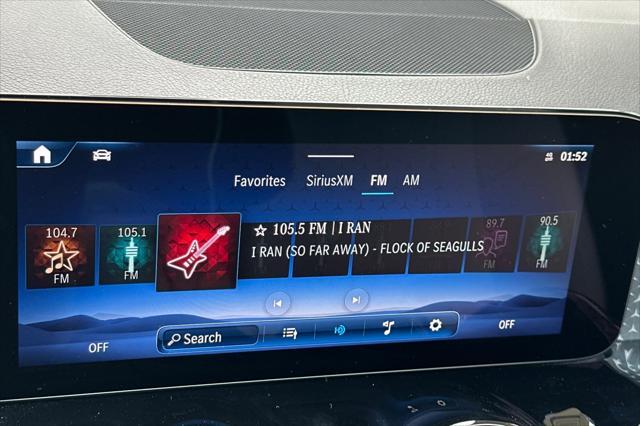 01:52
Favorites SiriusXM FM AM
104.7
FM
105.1
FM
105.5 FM | I RAN
I RAN (SO FAR AWAY) - FLOCK OF SEAGULLS
89.7
FM
90.5
FM
OFF
Search
OFF